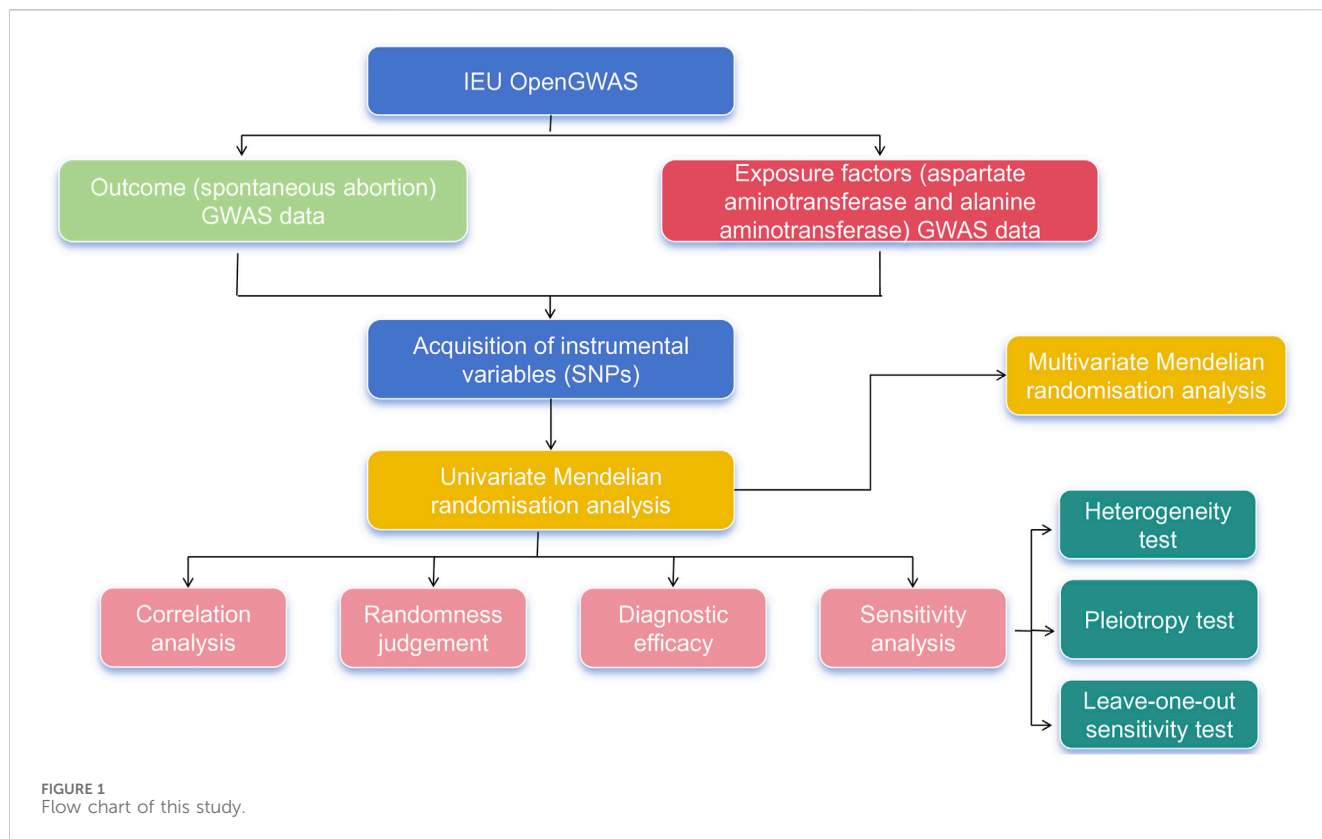 IEU OpenGWAS
Outcome (spontaneous abortion)
GWAS data
Exposure factors (aspartate
aminotransferase and alanine
aminotransferase) GWAS data
Acquisition of instrumental
variables (SNPs)
Multivariate Mendelian
randomisation analysis
Univariate Mendelian
randomisation analysis
Heterogeneity
test
Correlation
analysis
Randomness
judgement
Diagnostic
efficacy
Sensitivity
analysis
Pleiotropy test
Leave-one-out
sensitivity test
FIGURE 1
Flow chart of this study.